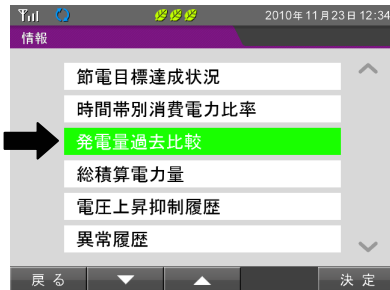 2010年11月23日 12:34
情報
節電目標達成状況
時間帯別消費電力比率
発電量過去比較
総積算電力量
電圧上昇抑制履歴
異常履歴
戻る
決定